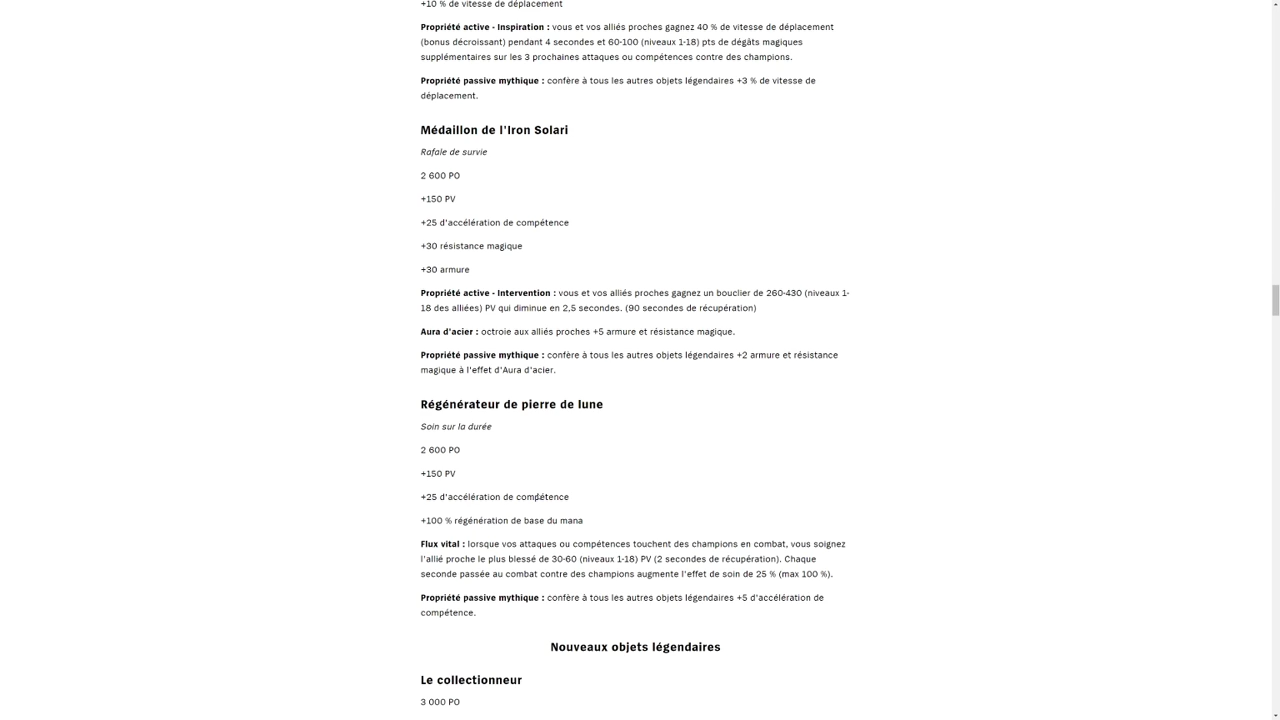 +10 % de vitesse de déplacement
Propriété active - Inspiration : vous et vos alliés proches gagnez 40 % de vitesse de déplacement
(bonus décroissant) pendant 4 secondes et 60-100 (niveaux 1-18) pts de dégâts magiques
supplémentaires sur les 3 prochaines attaques ou compétences contre des champions.
Propriété passive mythique : confère à tous les autres objets légendaires +3 % de vitesse de
déplacement.
Médaillon de l'Iron Solari
Rafale de survie
2 600 PO
+150 PV
+25 d'accélération de compétence
+30 résistance magique
+30 armure
Propriété active - Intervention : vous et vos alliés proches gagnez un bouclier de 260-430 (niveaux 1-
18 des alliées) PV qui diminue en 2,5 secondes. (90 secondes de récupération)
Aura d'acier : octroie aux alliés proches +5 armure et résistance magique.
Propriété passive mythique : confère à tous les autres objets légendaires +2 armure et résistance
magique à l'effet d'Aura d'acier.
Régénérateur de pierre de lune
Soin sur la durée
2 600 PO
+150 PV
+25 d'accélération de compétence
+100 % régénération de base du mana
Flux vital : lorsque vos attaques ou compétences touchent des champions en combat, vous soignez
l'allié proche le plus blessé de 30-60 (niveaux 1-18) PV (2 secondes de récupération). Chaque
seconde passée au combat contre des champions augmente l'effet de soin de 25 % (max 100 %).
Propriété passive mythique : confère à tous les autres objets légendaires +5 d'accélération de
compétence.
Nouveaux objets légendaires
Le collectionneur
3 000 PO